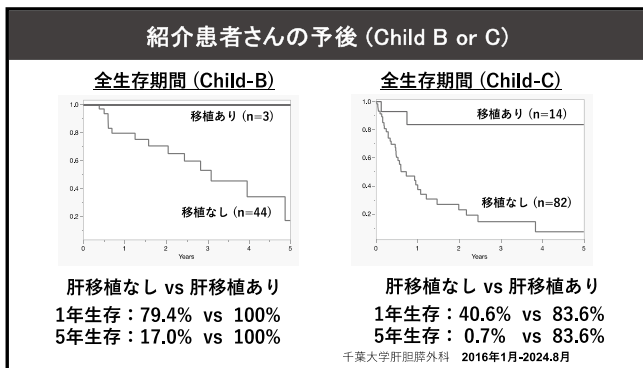 紹介患者さんの予後 (Child B or C)
全生存期間 (Child-B)
1.0
0.8
0.6
0.4
0.2
移植あり (n=3)
移植なし (n=44)
0 1 2 3 4 5
Years
肝移植なし vs 肝移植あり
1年生存：79.4% vs 100%
5年生存：17.0% vs 100%
全生存期間 (Child-C)
1.0
0.8
0.6
0.4
0.2
移植あり (n=14)
移植なし (n=82)
0 1 2 3 4 5
Years
肝移植なし vs 肝移植あり
1年生存：40.6% vs 83.6%
5年生存： 0.7% vs 83.6%
千葉大学肝胆膵外科 2016年1月-2024.8月